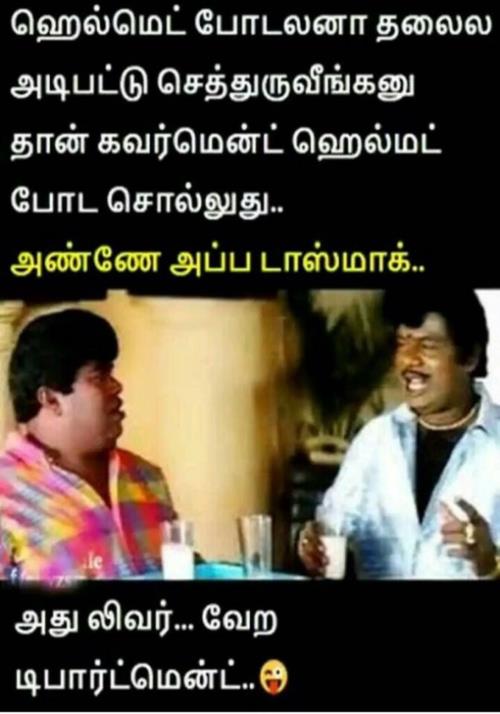 ஹெல்மெட் போடலனா தலைல
அடிபட்டு செத்துருவீங்கனு
தான் கவர்மென்ட் ஹெல்மட்
போட சொல்லுது..
அண்ணே அப்ப டாஸ்மாக்..
அது லிவர்... வேற
டிபார்ட்மென்ட்..😜